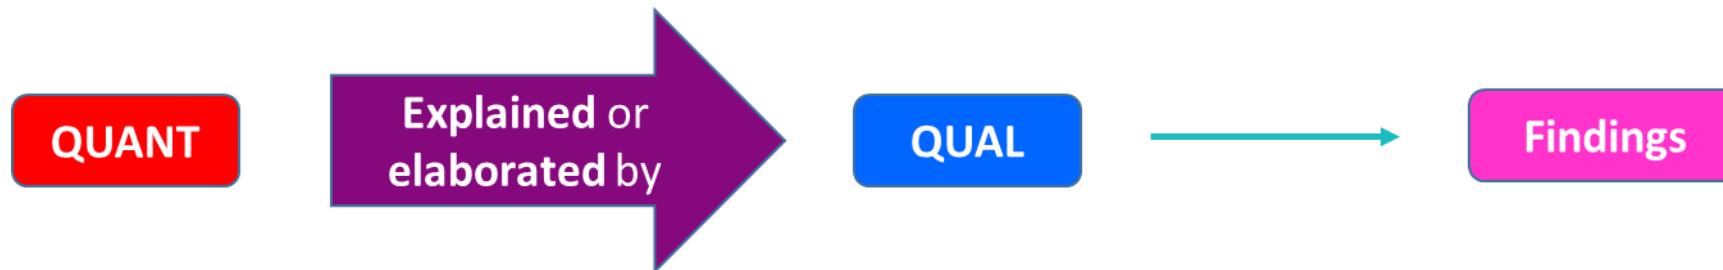 QUANT
Explained or
elaborated by
QUAL
Findings